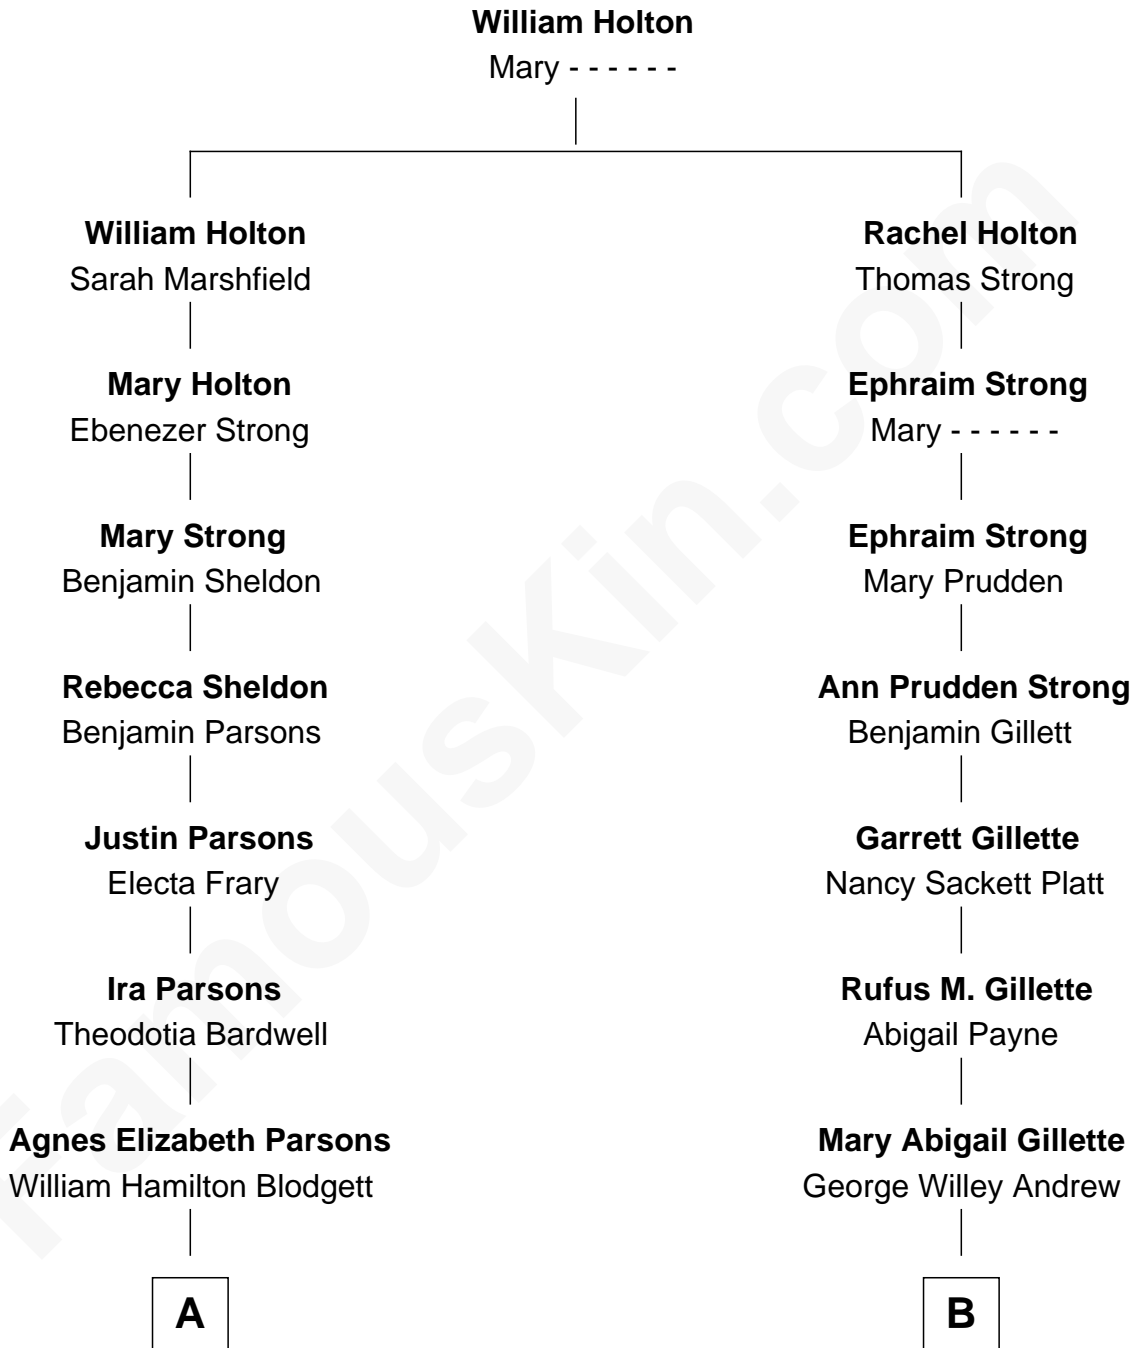 William Holton
Mary - - - - - -
William Holton
Sarah Marshfield
Rachel Holton
Thomas Strong
Mary Holton
Ebenezer Strong
Ephraim Strong
Mary - - - - - -
Mary Strong
Benjamin Sheldon
Ephraim Strong
Mary Prudden
Rebecca Sheldon
Benjamin Parsons
Ann Prudden Strong
Benjamin Gillett
Justin Parsons
Electa Frary
Garrett Gillette
Nancy Sackett Platt
Ira Parsons
Theodotia Bardwell
Rufus M. Gillette
Abigail Payne
Agnes Elizabeth Parsons
William Hamilton Blodgett
Mary Abigail Gillette
George Willey Andrew
A
B
FamousKin.com